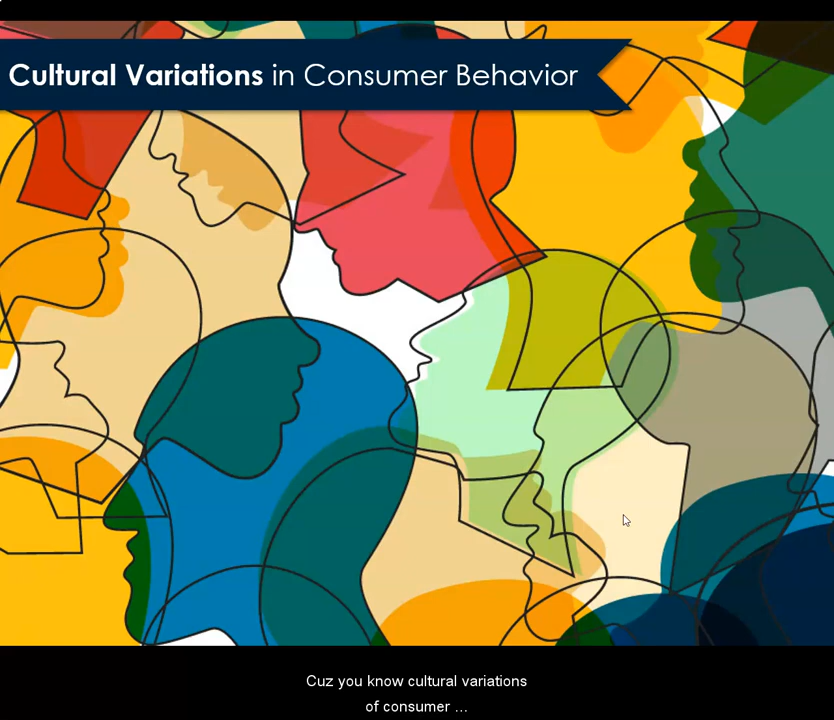 Cultural Variations in Consumer Behavior
Cuz you know cultural variations
of consumer ...